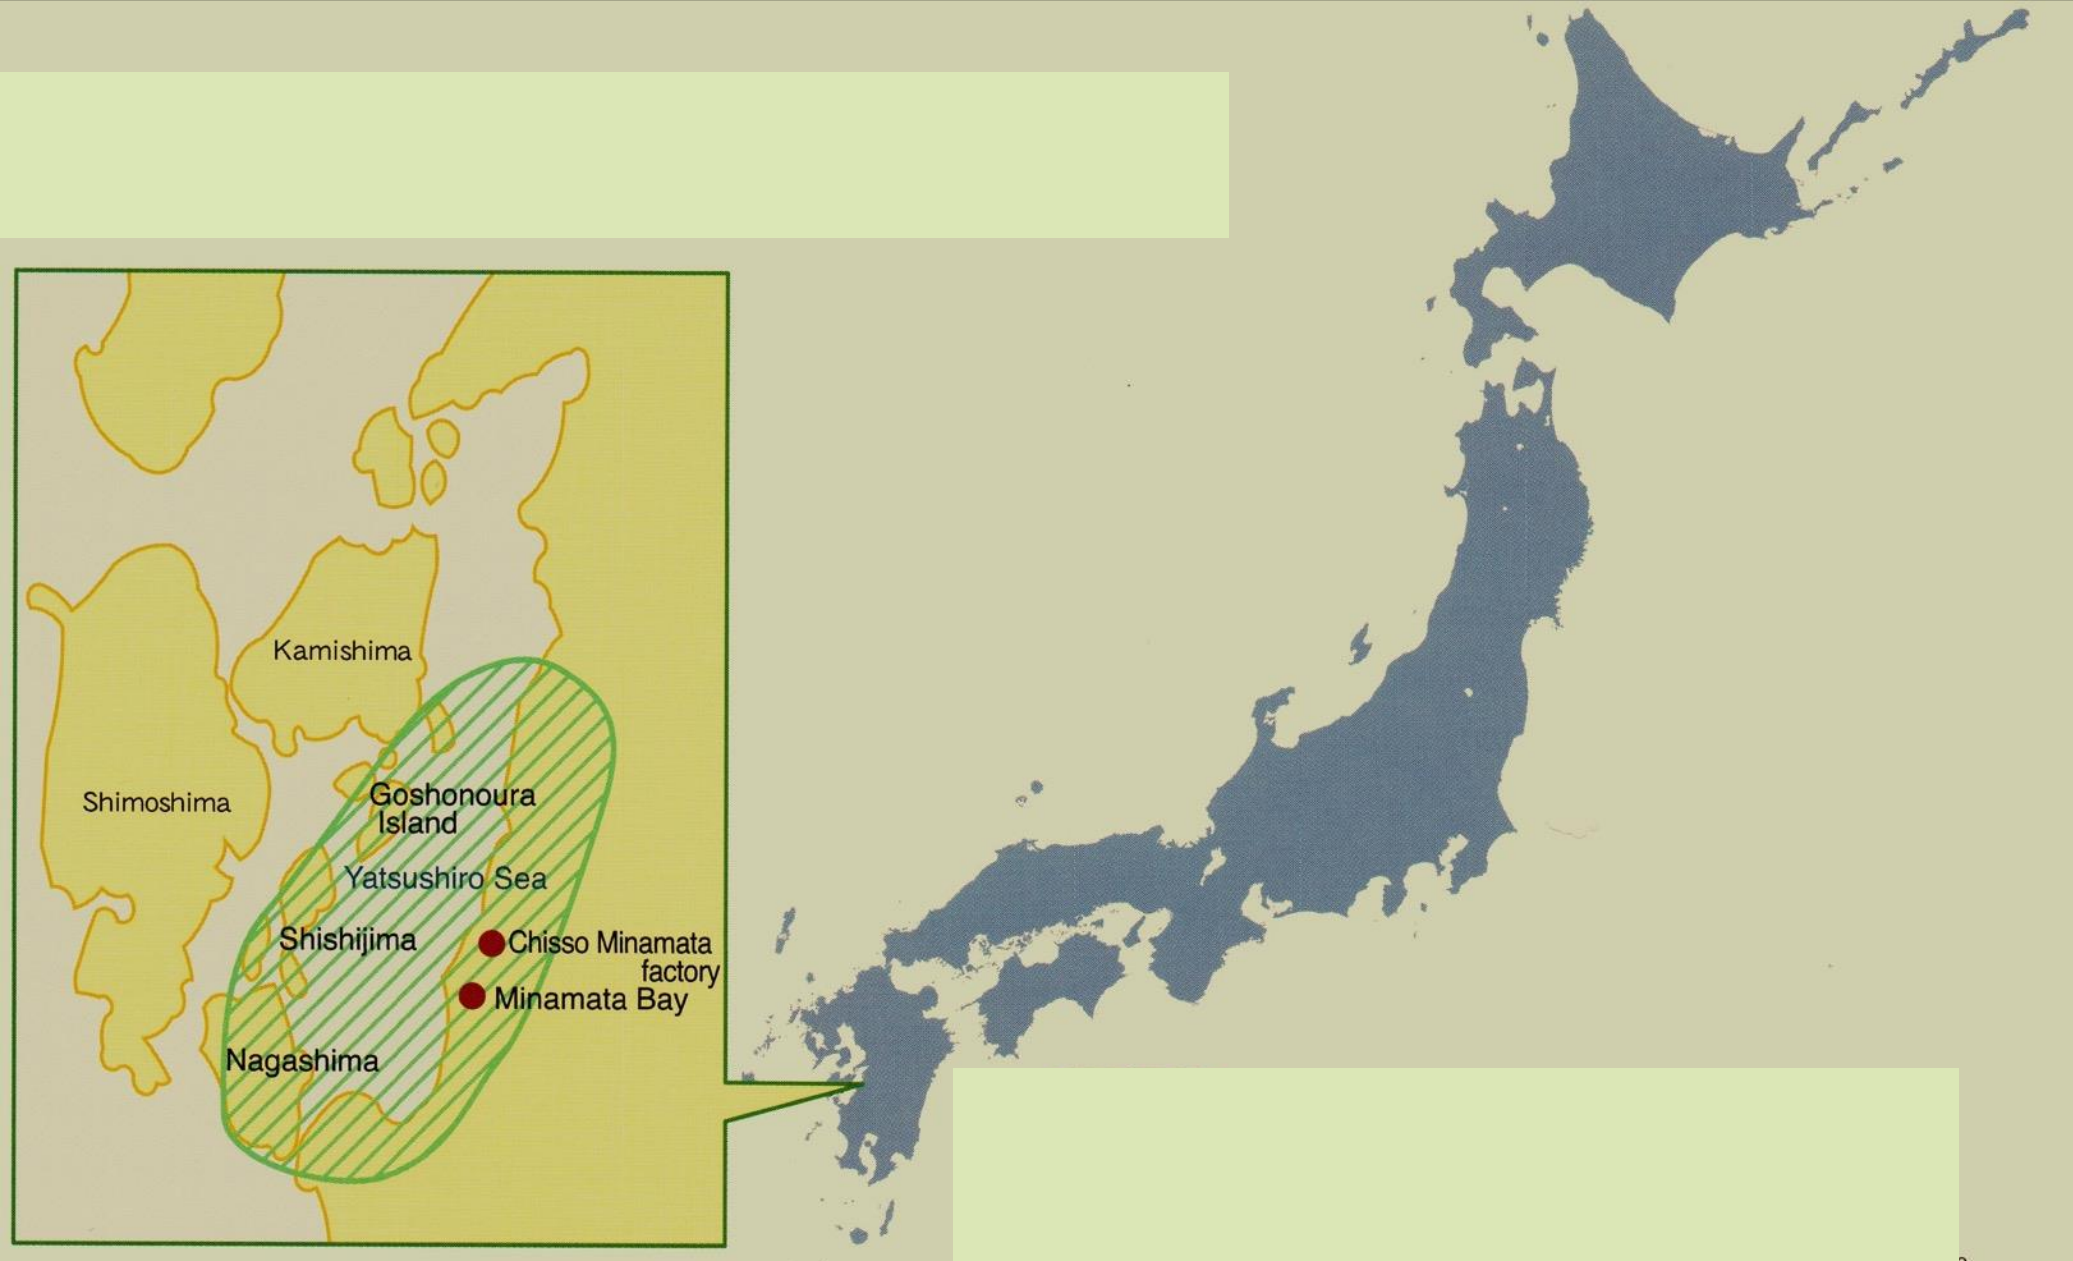 Kamishima
Shimoshima
Goshonoura
Island
Yatsushiro Sea
Shishijima
Chisso Minamata
factory
Minamata Bay
Nagashima